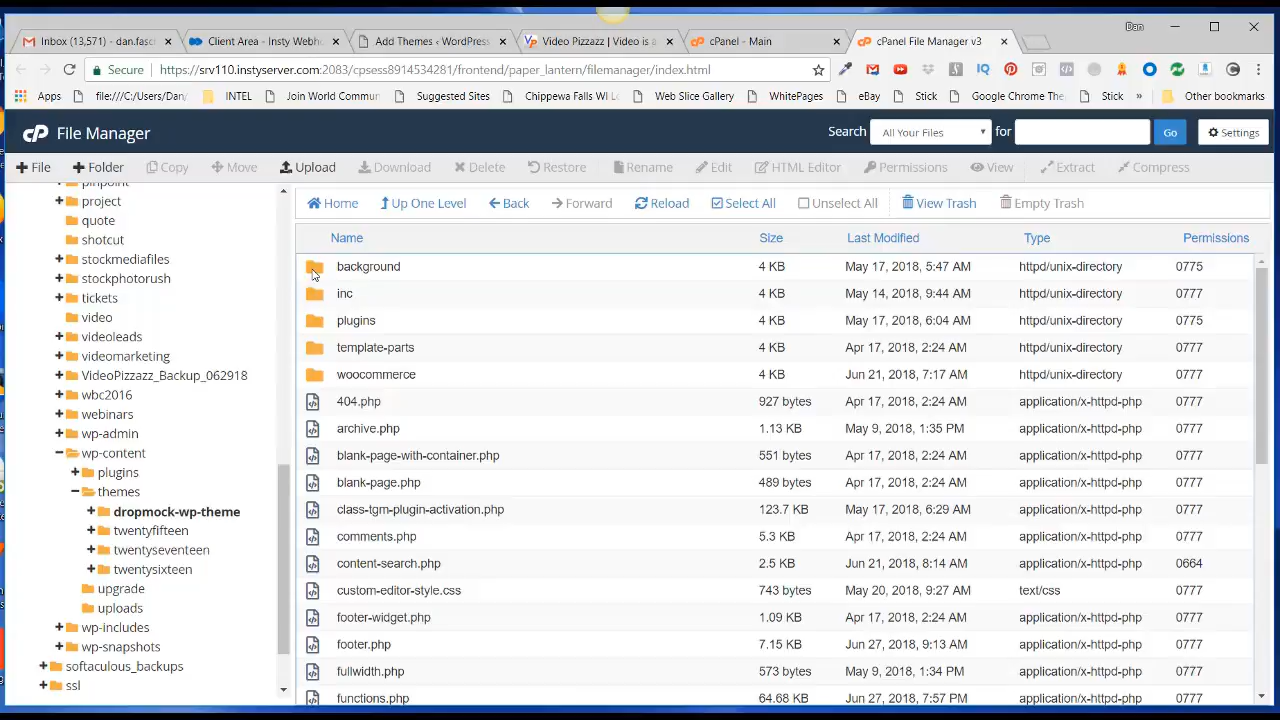 Dan
Inbox (13,571) - dan.fasci
Client Area - Insty Webh
Add Themes ‹ WordPress
Video Pizzazz | Video is a
cPanel - Main
cPanel File Manager v3
Secure
https://srv110.instyserver.com:2083/cpsess8914534281/frontend/paper_lantern/filemanager/index.html
Apps
file:///C:/Users/Dan/
INTEL
Join World Commun
Suggested Sites
Chippewa Falls WI Lo
Web Slice Gallery
WhitePages
eBay
Stick
Google Chrome The
Stick
»
Other bookmarks
cP File Manager
Search
All Your Files
for
Go
Settings
File
Folder
Copy
Move
Upload
Download
Delete
Restore
Rename
Edit
HTML Editor
Permissions
View
Extract
Compress
pinpoint
project
quote
shotcut
stockmediafiles
stockphotorush
tickets
video
videoleads
videomarketing
VideoPizzazz_Backup_062918
wbc2016
webinars
wp-admin
wp-content
plugins
themes
dropmock-wp-theme
twentyfifteen
twentyseventeen
twentysixteen
upgrade
uploads
wp-includes
wp-snapshots
softaculous_backups
ssl
Home
Up One Level
Back
Forward
Reload
Select All
Unselect All
View Trash
Empty Trash
Name Size Last Modified Type Permissions
background 4 KB May 17, 2018, 5:47 AM httpd/unix-directory 0775
inc 4 KB May 14, 2018, 9:44 AM httpd/unix-directory 0777
plugins 4 KB May 17, 2018, 6:04 AM httpd/unix-directory 0775
template-parts 4 KB Apr 17, 2018, 2:24 AM httpd/unix-directory 0777
woocommerce 4 KB Jun 21, 2018, 7:17 AM httpd/unix-directory 0777
404.php 927 bytes Apr 17, 2018, 2:24 AM application/x-httpd-php 0777
archive.php 1.13 KB May 9, 2018, 1:35 PM application/x-httpd-php 0777
blank-page-with-container.php 551 bytes Apr 17, 2018, 2:24 AM application/x-httpd-php 0777
blank-page.php 489 bytes Apr 17, 2018, 2:24 AM application/x-httpd-php 0777
class-tgm-plugin-activation.php 123.7 KB May 17, 2018, 6:29 AM application/x-httpd-php 0777
comments.php 5.3 KB Apr 17, 2018, 2:24 AM application/x-httpd-php 0777
content-search.php 2.5 KB Jun 21, 2018, 8:14 AM application/x-httpd-php 0664
custom-editor-style.css 743 bytes May 20, 2018, 9:27 AM text/css 0777
footer-widget.php 1.09 KB Apr 17, 2018, 2:24 AM application/x-httpd-php 0777
footer.php 7.15 KB Jun 27, 2018, 9:13 AM application/x-httpd-php 0777
fullwidth.php 573 bytes May 9, 2018, 1:34 PM application/x-httpd-php 0777
functions.php 64.68 KB Jun 27, 2018, 7:57 PM application/x-httpd-php 0777